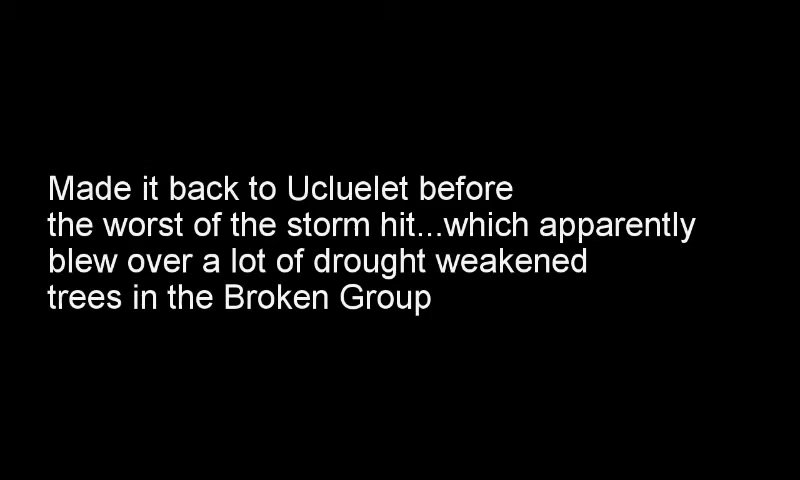 Made it back to Ucluelet before
the worst of the storm hit...which apparently
blew over a lot of drought weakened
trees in the Broken Group